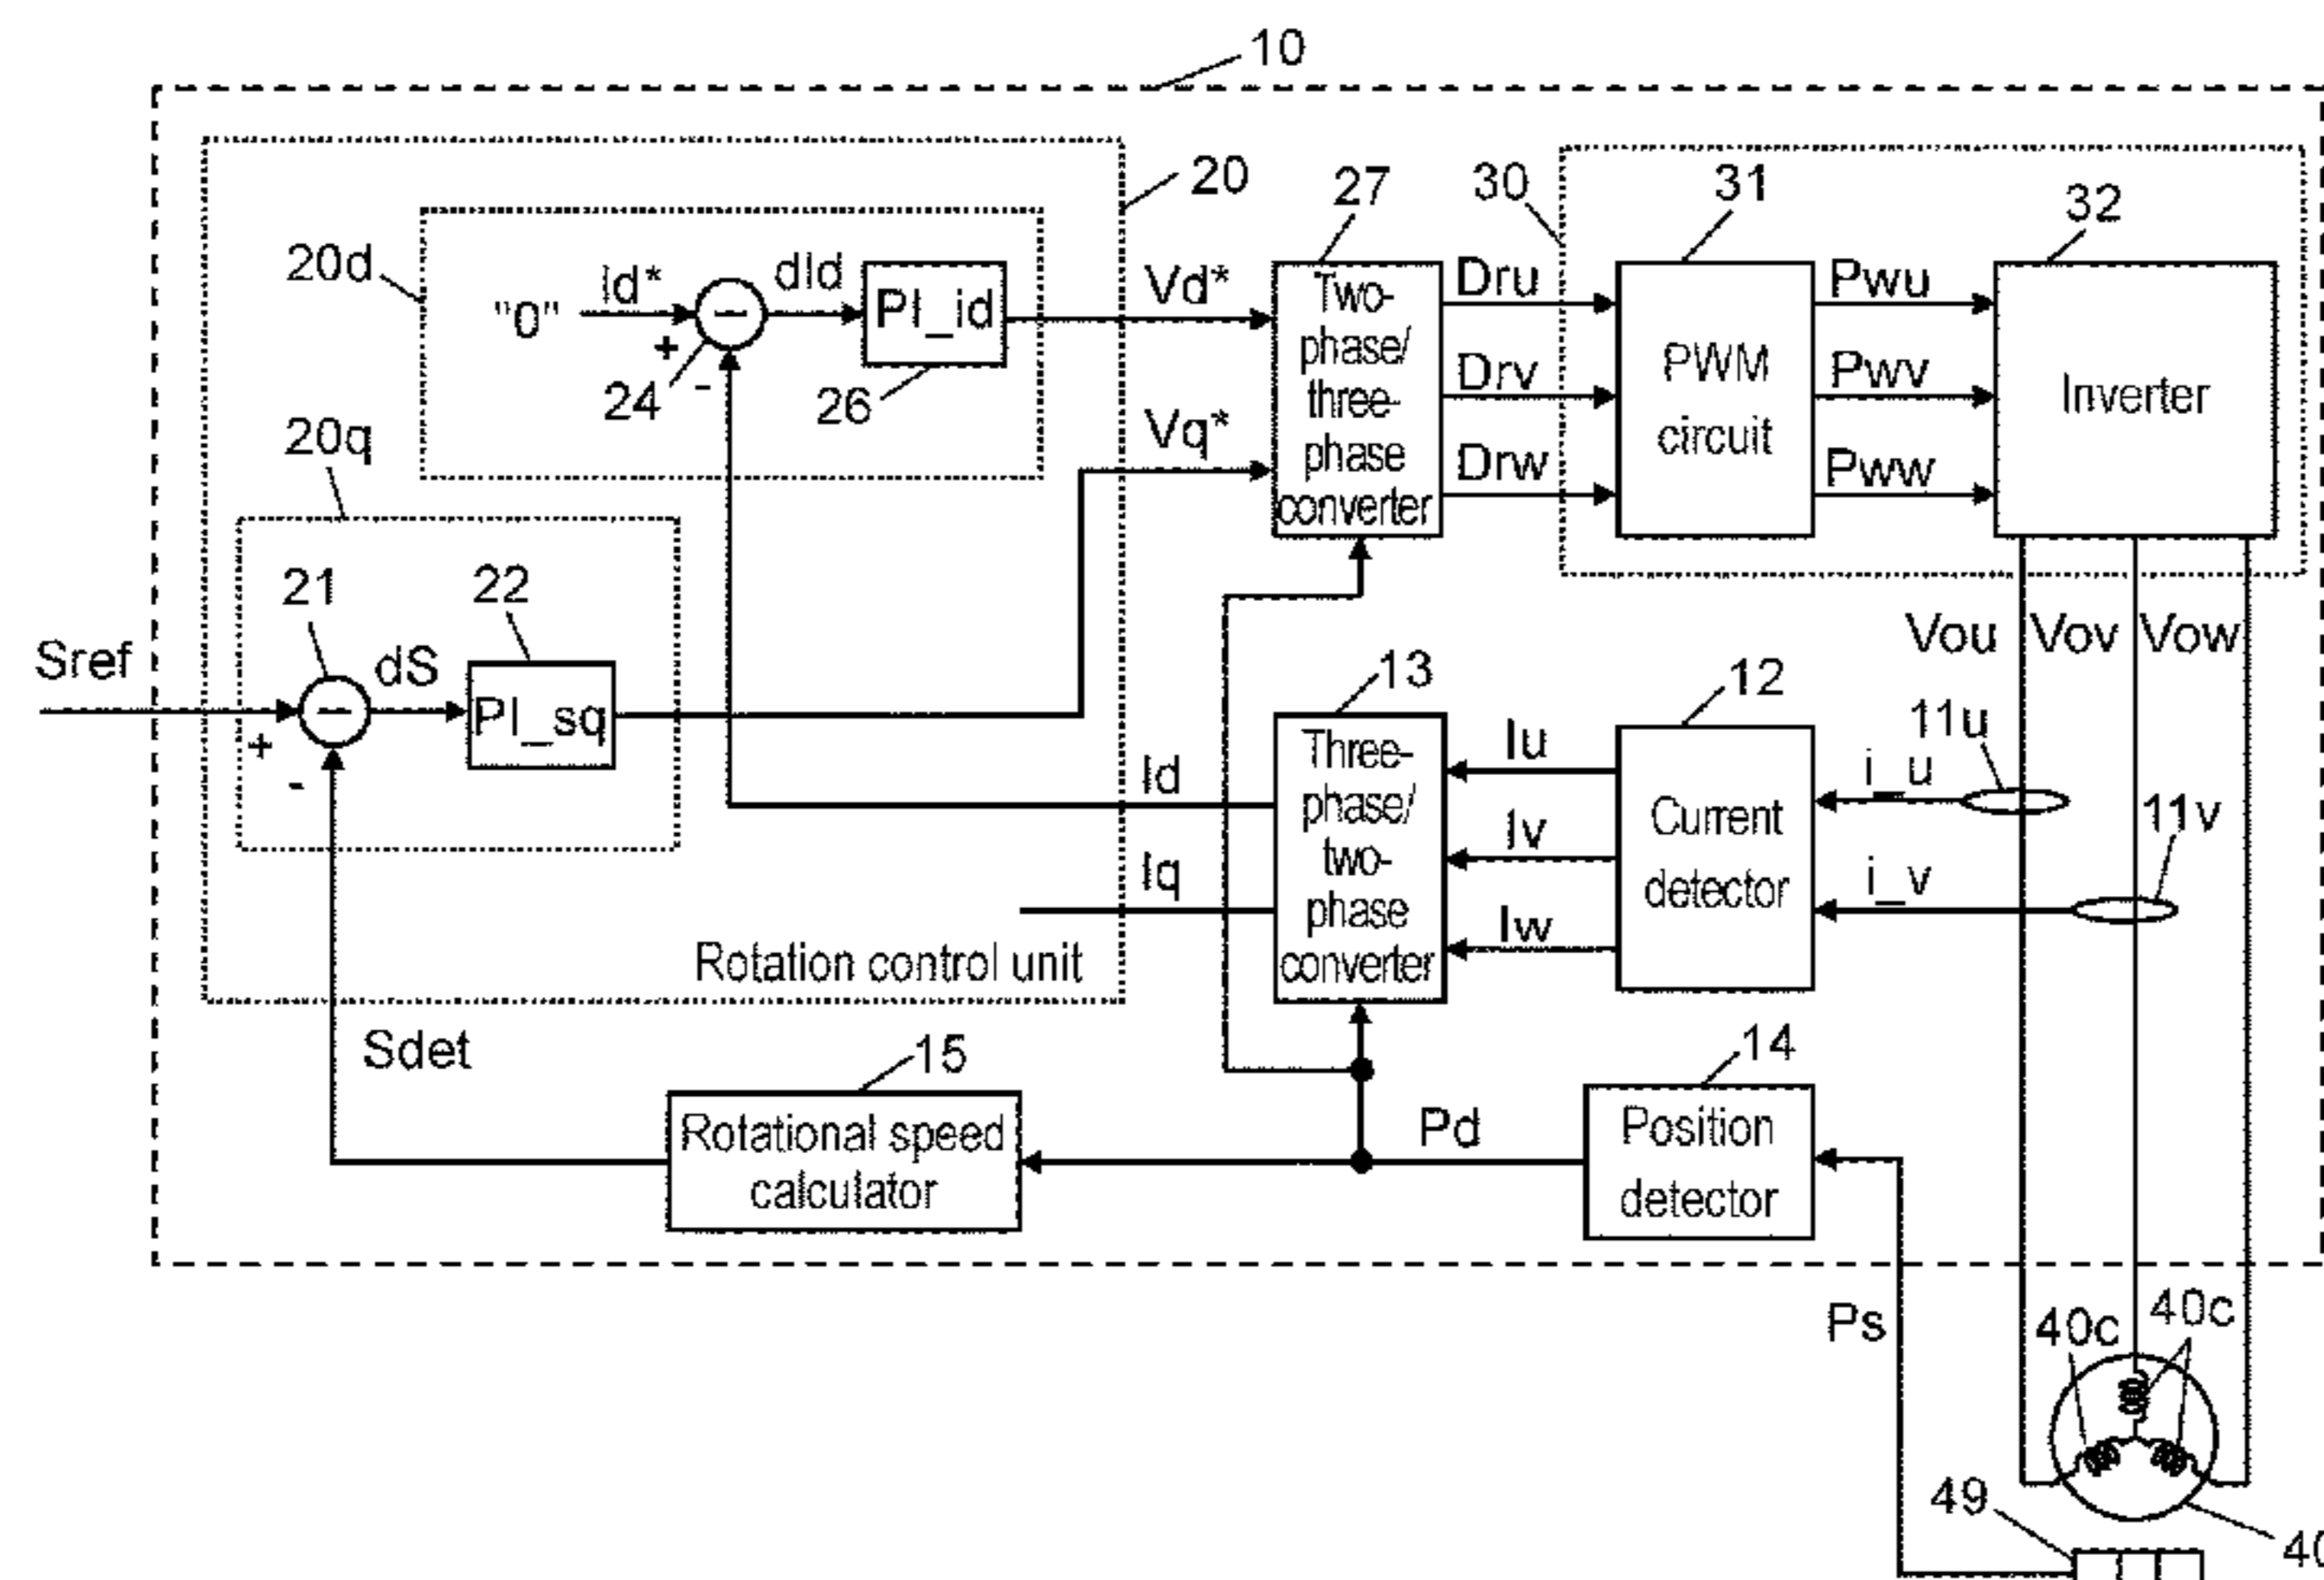 10
20
27
30
31
32
20d
"0"
Id*
+
-
24
dId
PI_id
26
Vd*
Vq*
Two-
phase/
three-
phase
converter
Dru
Drv
Drw
PWM
circuit
Pwu
Pwv
Pww
Inverter
20q
21
22
Sref
+
-
dS
PI_sq
Id
Iq
Rotation control unit
13
Three-
phase/
two-
phase
converter
Iu
Iv
Iw
12
Current
detector
i_u
i_v
11u
11v
Vou
Vov
Vow
Sdet
15
Rotational speed
calculator
Pd
14
Position
detector
Ps
40c
40c
49
40